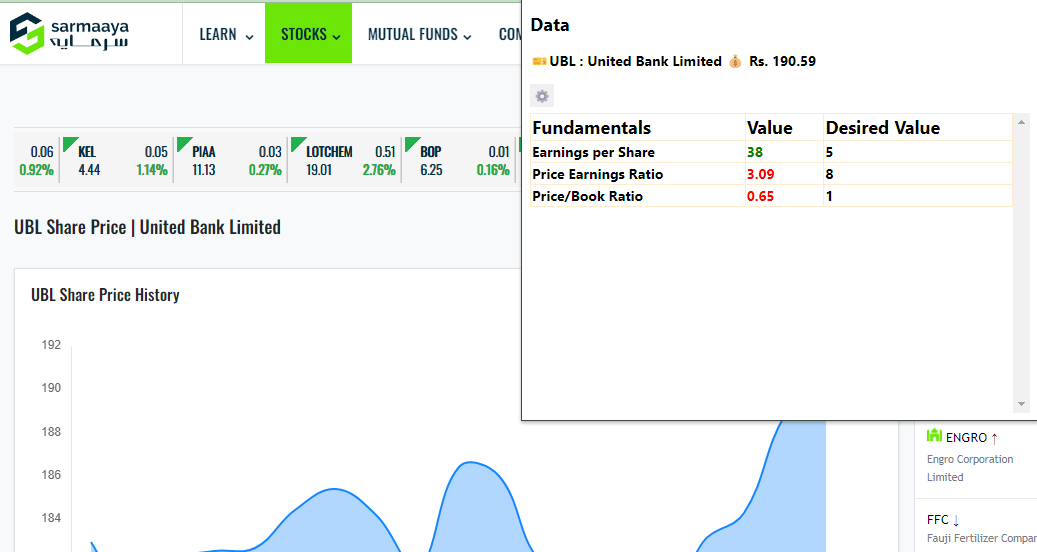 sarmaaya
سرمایہ
LEARN
STOCKS
MUTUAL FUNDS
COM
0.06
0.92%
KEL 0.05
4.44 1.14%
PIAA 0.03
11.13 0.27%
LOTCHEM 0.51
19.01 2.76%
BOP 0.01
6.25 0.16%
UBL Share Price | United Bank Limited
UBL Share Price History
192
190
188
186
184
Data
UBL : United Bank Limited Rs. 190.59
Fundamentals Value Desired Value
Earnings per Share 38 5
Price Earnings Ratio 3.09 8
Price/Book Ratio 0.65 1
ENGRO ↑
Engro Corporation
Limited
FFC ↓
Fauji Fertilizer Compan